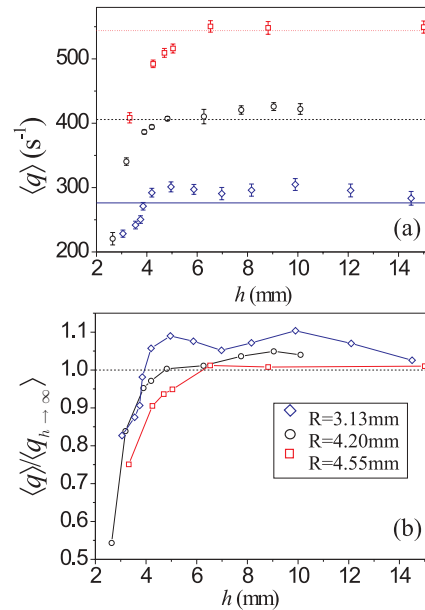 500
400
300
200
⟨q⟩ (s⁻¹)
(a)
2 4 6 8 10 12 14
h (mm)
1.1
1.0
0.9
0.8
0.7
0.6
0.5
⟨q⟩/⟨q h→∞⟩
R=3.13mm
R=4.20mm
R=4.55mm
(b)
2 4 6 8 10 12 14
h (mm)